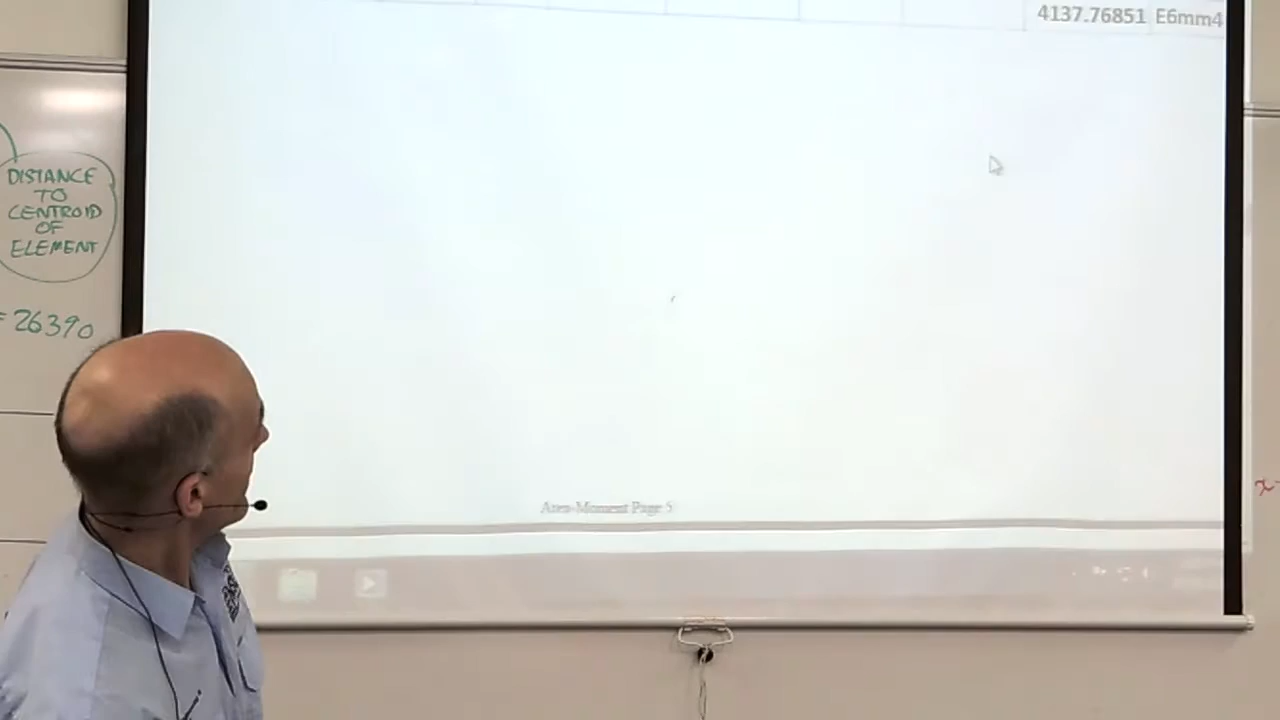 4137.76851 E6mm4
DISTANCE
TO
CENTROID
OF
ELEMENT
= 26390
Area-Moment Page 5
x-